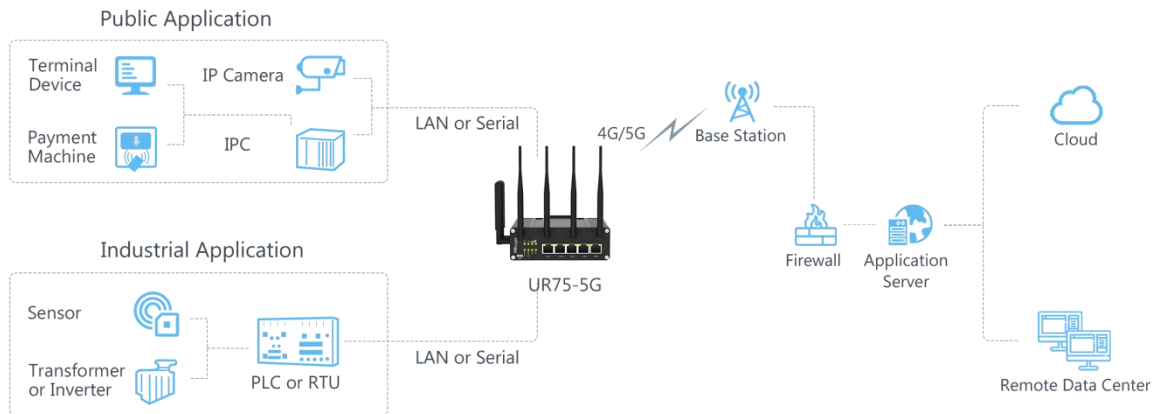 Public Application
Terminal
Device
IP Camera
Payment
Machine
IPC
LAN or Serial
4G/5G
Base Station
Cloud
UR75-5G
Firewall
Application
Server
Industrial Application
Sensor
Transformer
or Inverter
PLC or RTU
LAN or Serial
Remote Data Center